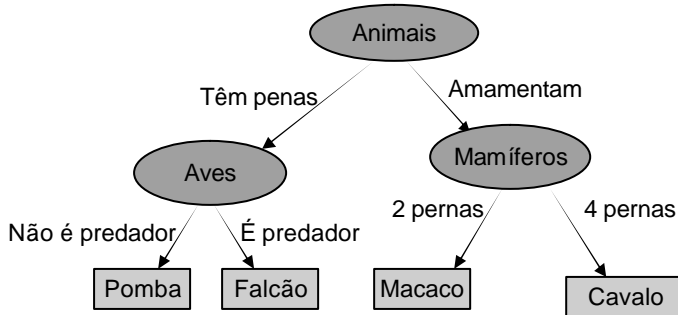 Animais
Têm penas
Amamentam
Aves
Mamíferos
Não é predador
É predador
2 pernas
4 pernas
Pomba
Falcão
Macaco
Cavalo